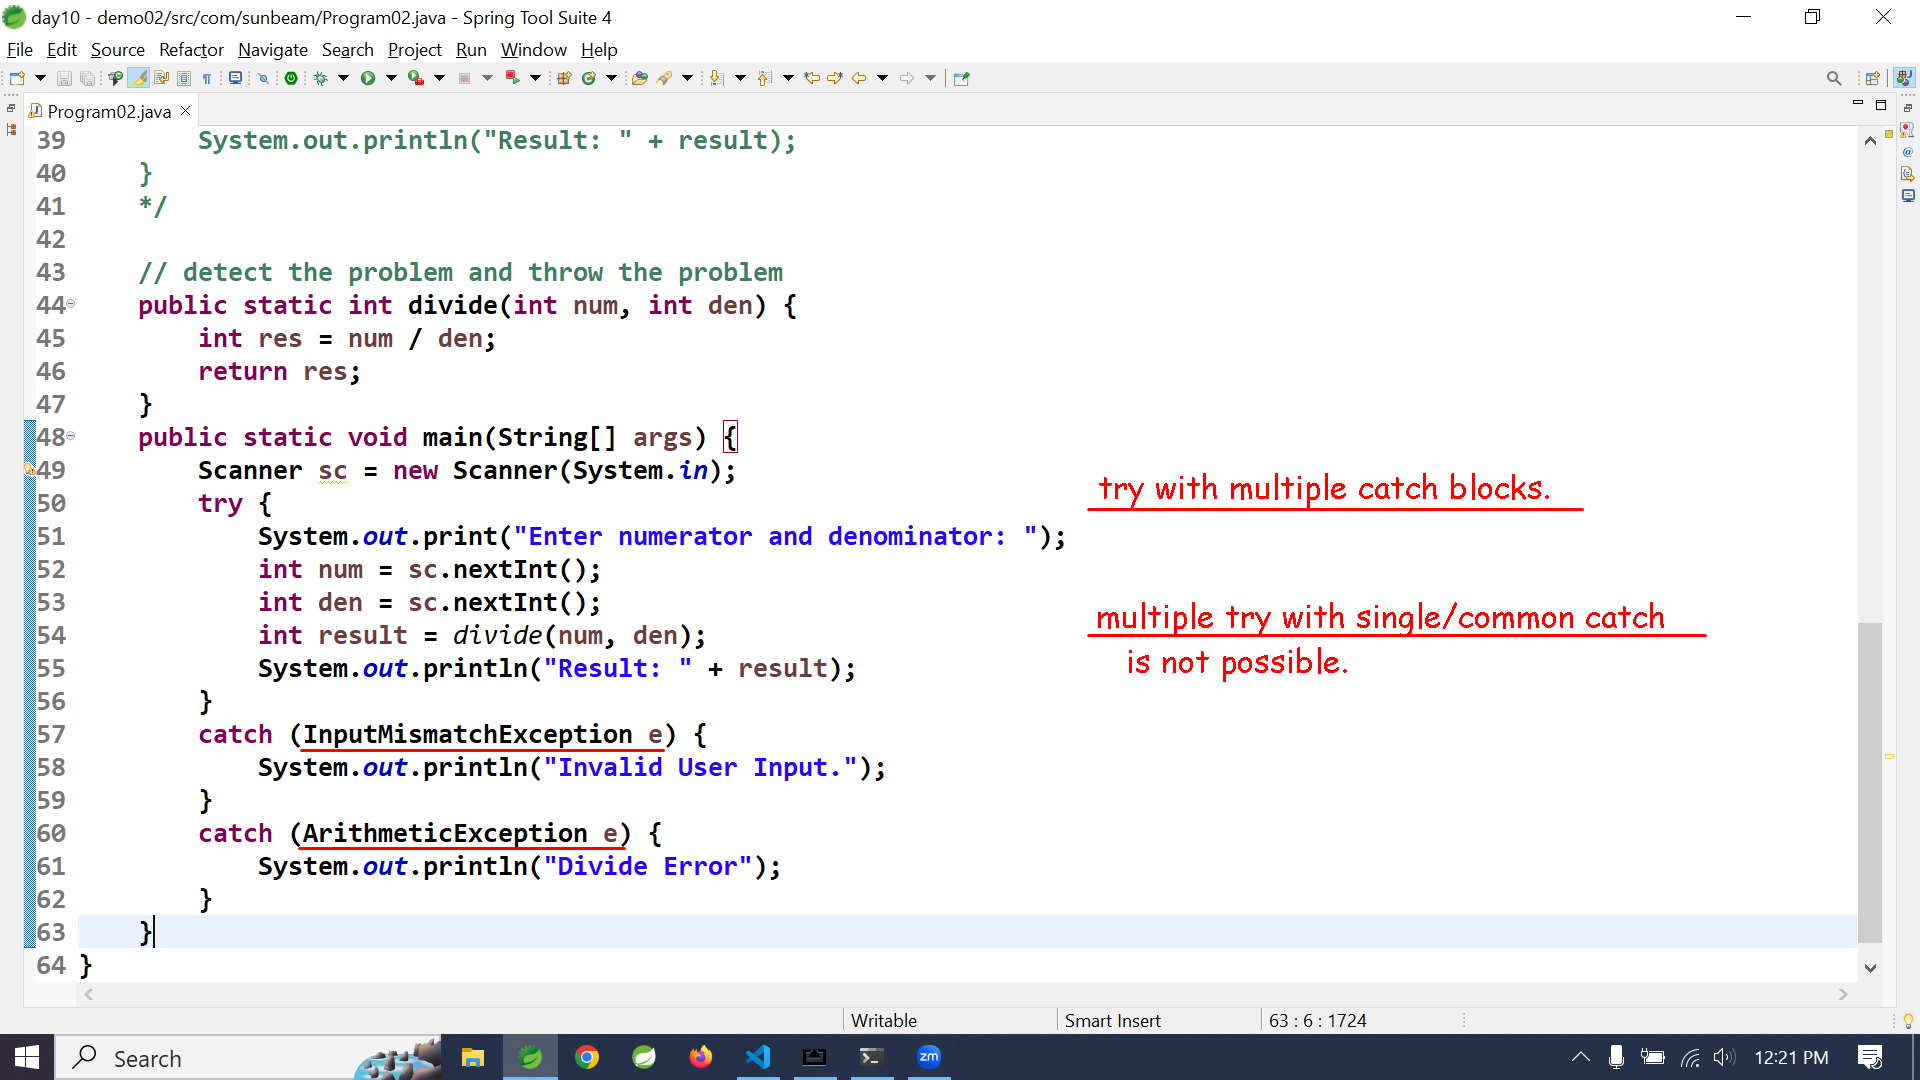 day10 - demo02/src/com/sunbeam/Program02.java - Spring Tool Suite 4
File Edit Source Refactor Navigate Search Project Run Window Help
Program02.java
39 System.out.println("Result: " + result);
40 }
41 */
42
43 // detect the problem and throw the problem
44 public static int divide(int num, int den) {
45 int res = num / den;
46 return res;
47 }
48 public static void main(String[] args) {
49 Scanner sc = new Scanner(System.in);
50 try {
51 System.out.print("Enter numerator and denominator: ");
52 int num = sc.nextInt();
53 int den = sc.nextInt();
54 int result = divide(num, den);
55 System.out.println("Result: " + result);
56 }
57 catch (InputMismatchException e) {
58 System.out.println("Invalid User Input.");
59 }
60 catch (ArithmeticException e) {
61 System.out.println("Divide Error");
62 }
63 }
64 }
try with multiple catch blocks.
multiple try with single/common catch
is not possible.
Writable Smart Insert 63 : 6 : 1724
Search zm 12:21 PM